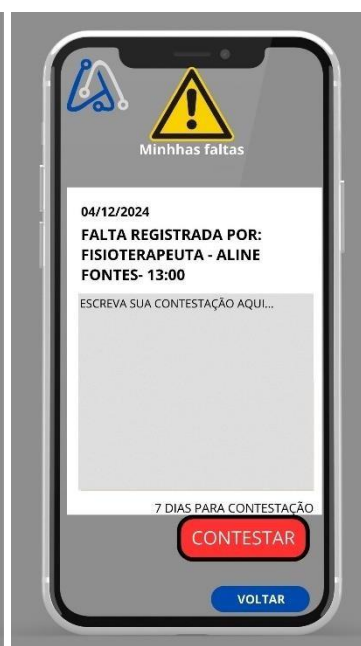 Minhhas faltas
04/12/2024
FALTA REGISTRADA POR:
FISIOTERAPEUTA - ALINE
FONTES- 13:00
ESCREVA SUA CONTESTAÇÃO AQUI...
7 DIAS PARA CONTESTAÇÃO
CONTESTAR
VOLTAR